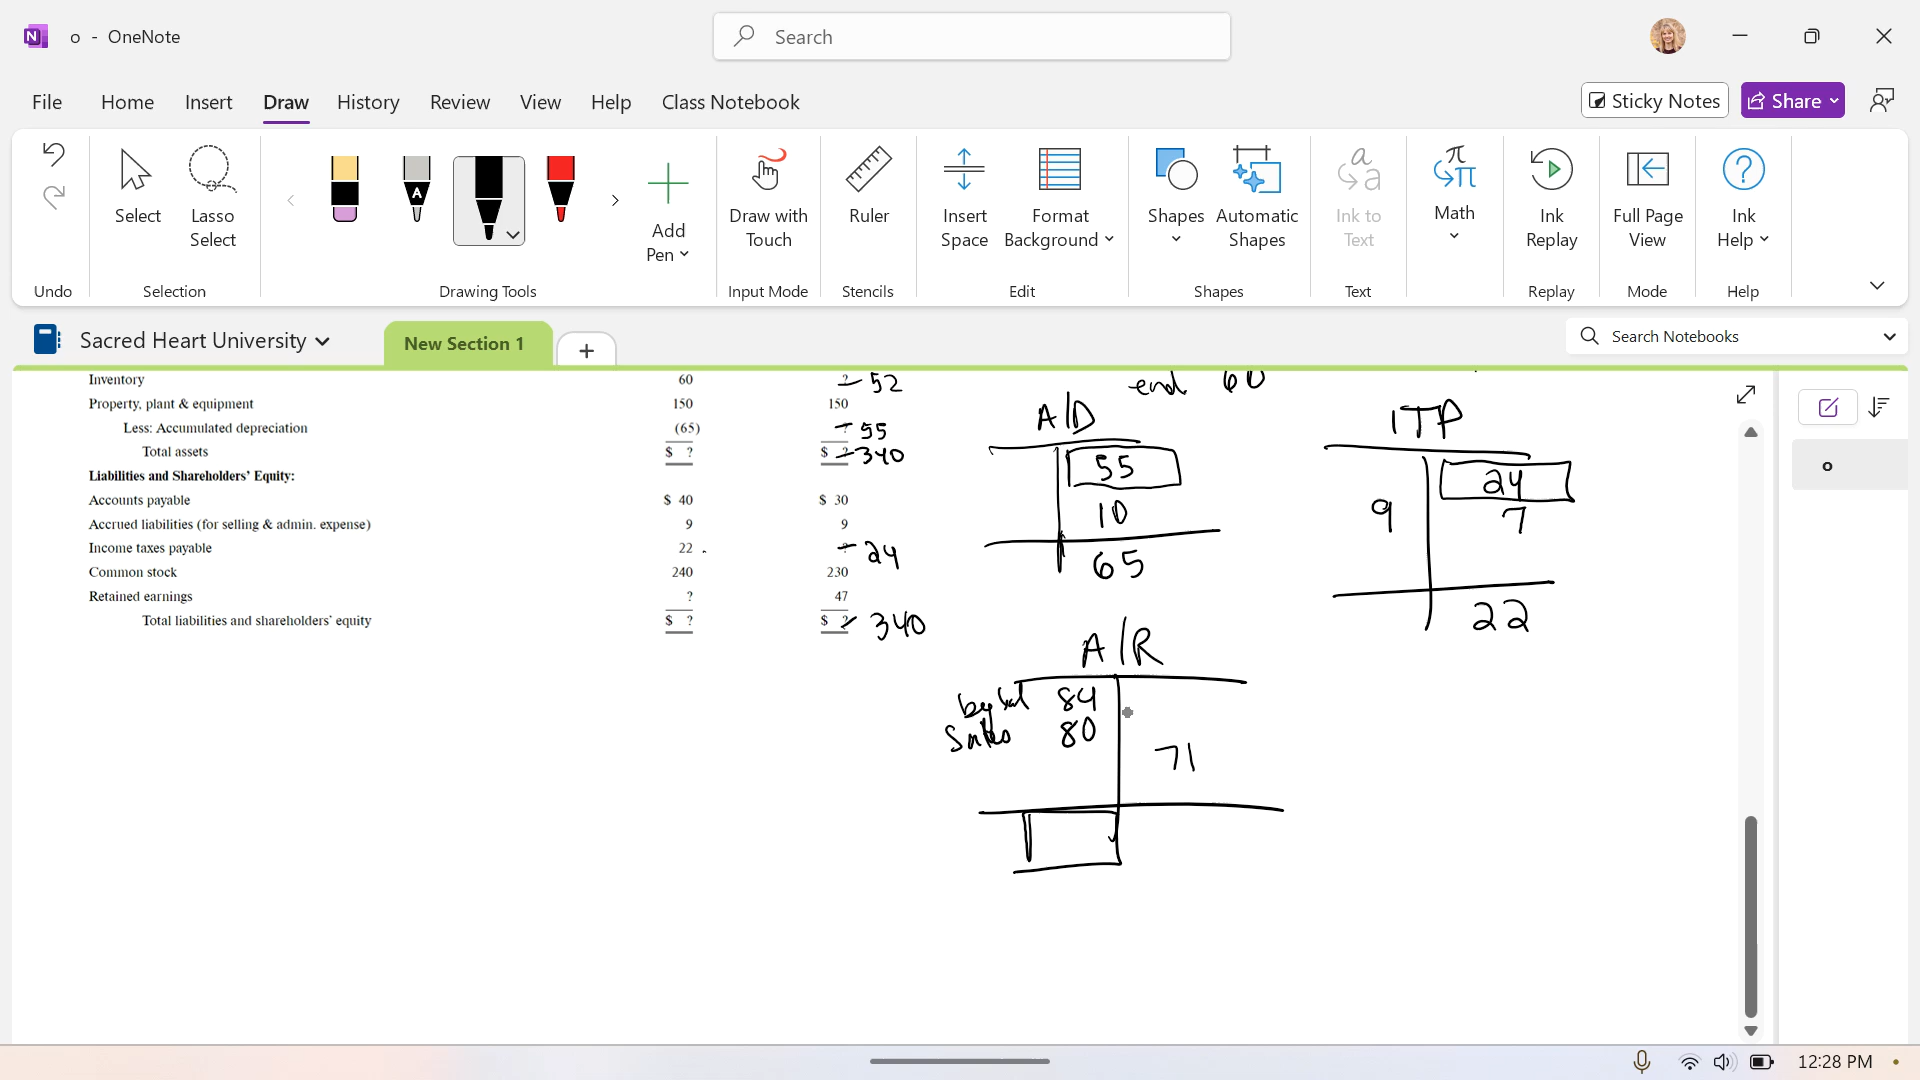 o - OneNote
Search
File Home Insert Draw History Review View Help Class Notebook
Sticky Notes
Share
Select
Lasso Select
A
Add Pen
Draw with Touch
Ruler
Insert Space
Format Background
Shapes
Automatic Shapes
Ink to Text
Math
Ink Replay
Full Page View
Ink Help
Undo Selection Drawing Tools Input Mode Stencils Edit Shapes Text Replay Mode Help
Sacred Heart University
New Section 1
+
Search Notebooks
o
Inventory 60 ? 52
Property, plant & equipment 150 150
Less: Accumulated depreciation (65) ? 55
Total assets $ ? $ ? 340
Liabilities and Shareholders' Equity:
Accounts payable $ 40 $ 30
Accrued liabilities (for selling & admin. expense) 9 9
Income taxes payable 22 ? 24
Common stock 240 230
Retained earnings ? 47
Total liabilities and shareholders' equity $ ? $ ? 340
end 60
A/D
55
10
65
ITP
24
9 7
22
A/R
beg bal 84
Sales 80
71
12:28 PM